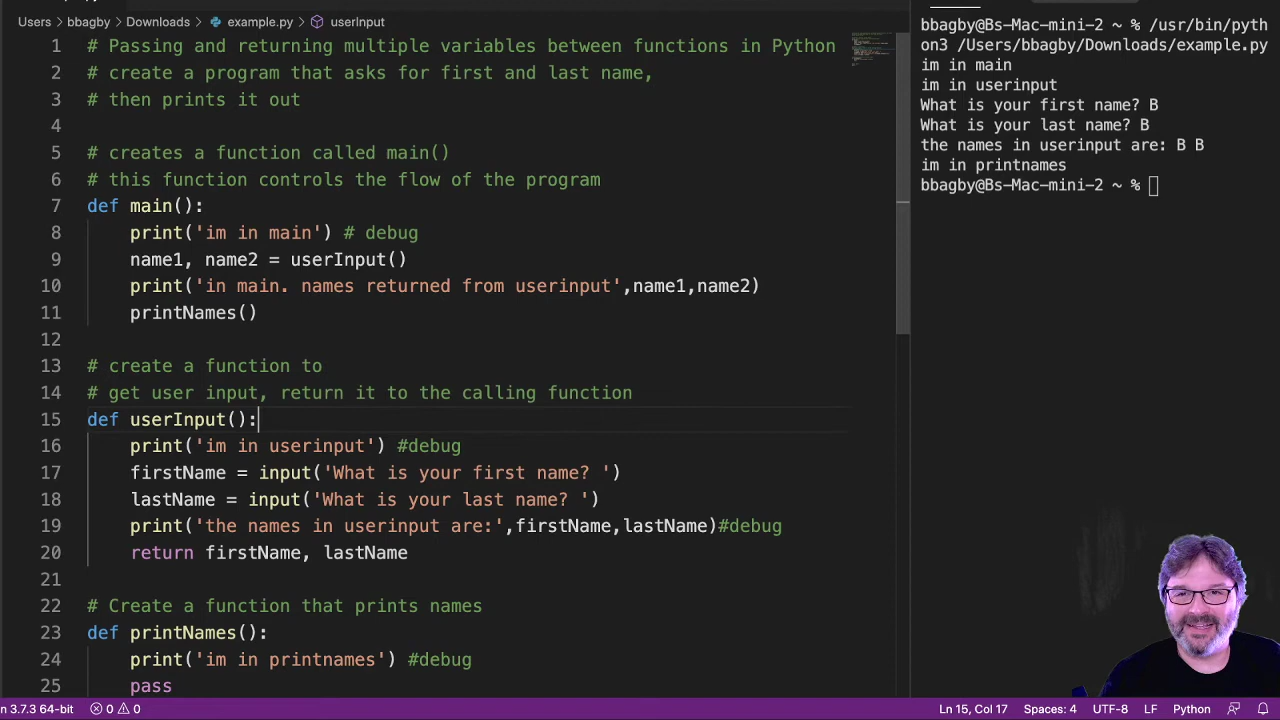 Users > bbagby > Downloads > example.py > userInput
1 # Passing and returning multiple variables between functions in Python
2 # create a program that asks for first and last name,
3 # then prints it out
4
5 # creates a function called main()
6 # this function controls the flow of the program
7 def main():
8 print('im in main') # debug
9 name1, name2 = userInput()
10 print('in main. names returned from userinput',name1,name2)
11 printNames()
12
13 # create a function to
14 # get user input, return it to the calling function
15 def userInput():
16 print('im in userinput') #debug
17 firstName = input('What is your first name? ')
18 lastName = input('What is your last name? ')
19 print('the names in userinput are:',firstName,lastName)#debug
20 return firstName, lastName
21
22 # Create a function that prints names
23 def printNames():
24 print('im in printnames') #debug
25 pass
bbagby@Bs-Mac-mini-2 ~ % /usr/bin/pyth
on3 /Users/bbagby/Downloads/example.py
im in main
im in userinput
What is your first name? B
What is your last name? B
the names in userinput are: B B
im in printnames
bbagby@Bs-Mac-mini-2 ~ %
3.7.3 64-bit 0 0 Ln 15, Col 17 Spaces: 4 UTF-8 LF Python